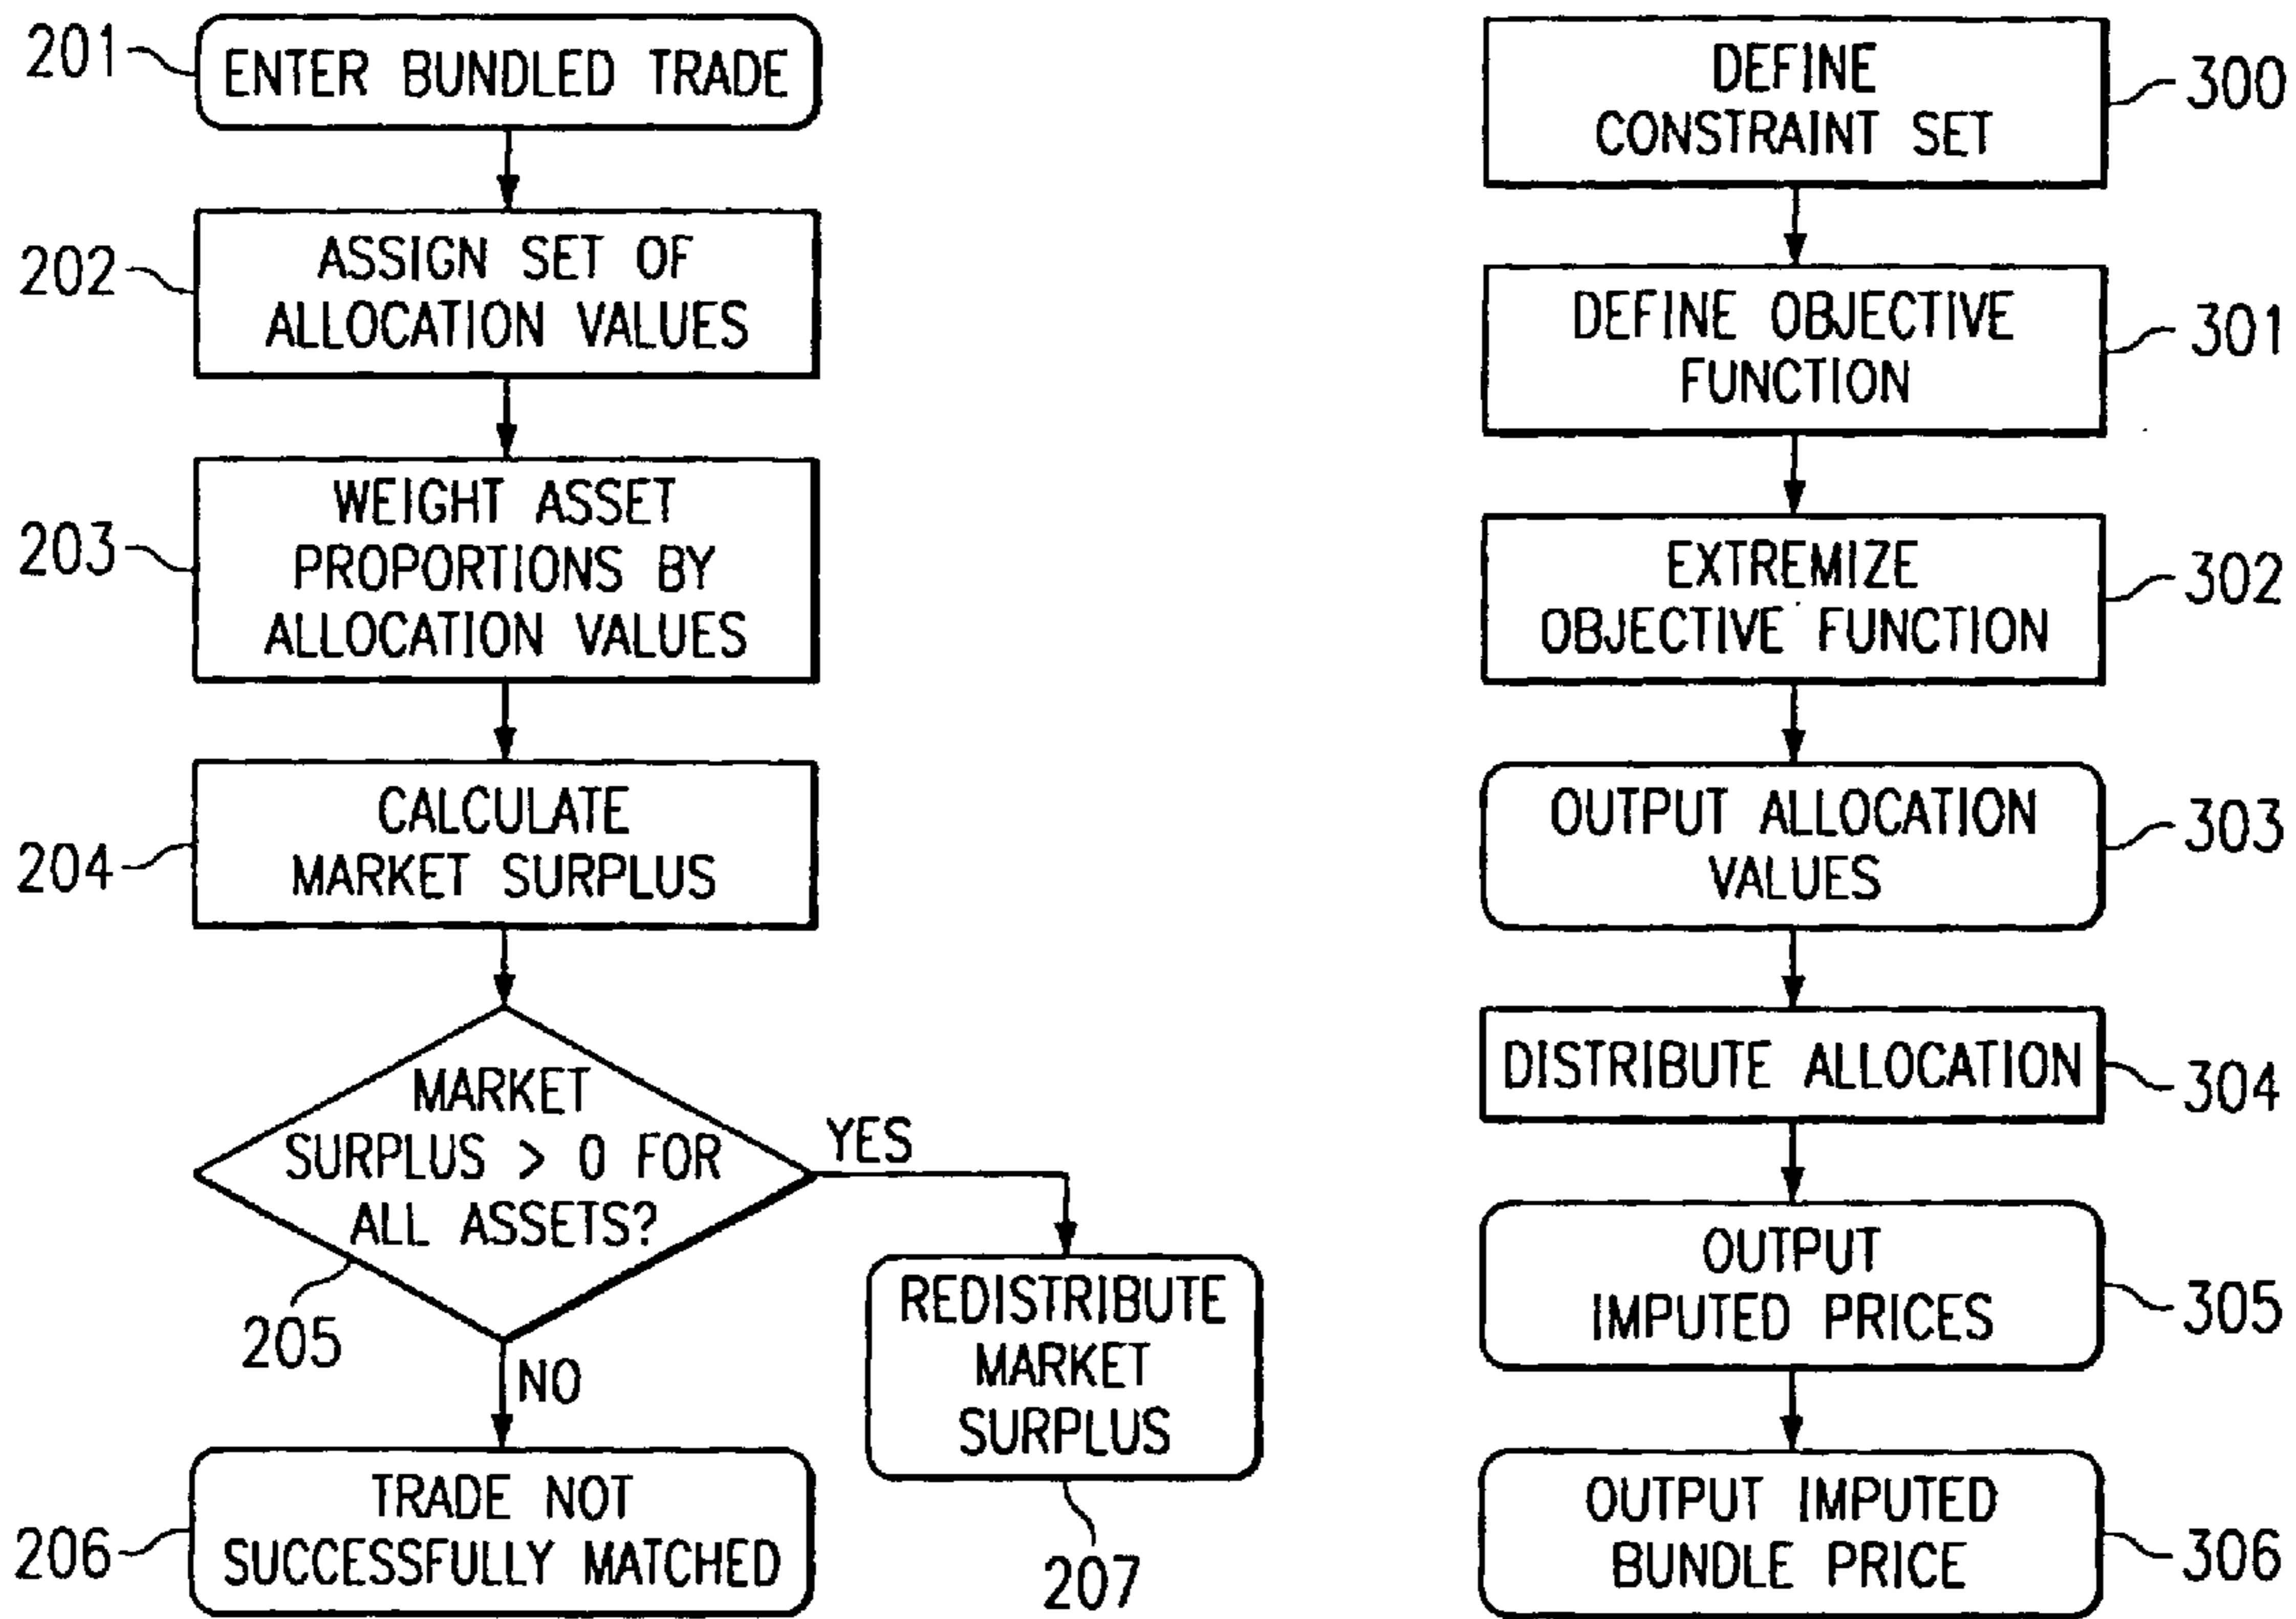 201
ENTER BUNDLED TRADE
202
ASSIGN SET OF
ALLOCATION VALUES
203
WEIGHT ASSET
PROPORTIONS BY
ALLOCATION VALUES
204
CALCULATE
MARKET SURPLUS
MARKET
SURPLUS > 0 FOR
ALL ASSETS?
205
YES
NO
206
TRADE NOT
SUCCESSFULLY MATCHED
REDISTRIBUTE
MARKET
SURPLUS
207
DEFINE
CONSTRAINT SET
300
DEFINE OBJECTIVE
FUNCTION
301
EXTREMIZE
OBJECTIVE FUNCTION
302
OUTPUT ALLOCATION
VALUES
303
DISTRIBUTE ALLOCATION
304
OUTPUT
IMPUTED PRICES
305
OUTPUT IMPUTED
BUNDLE PRICE
306